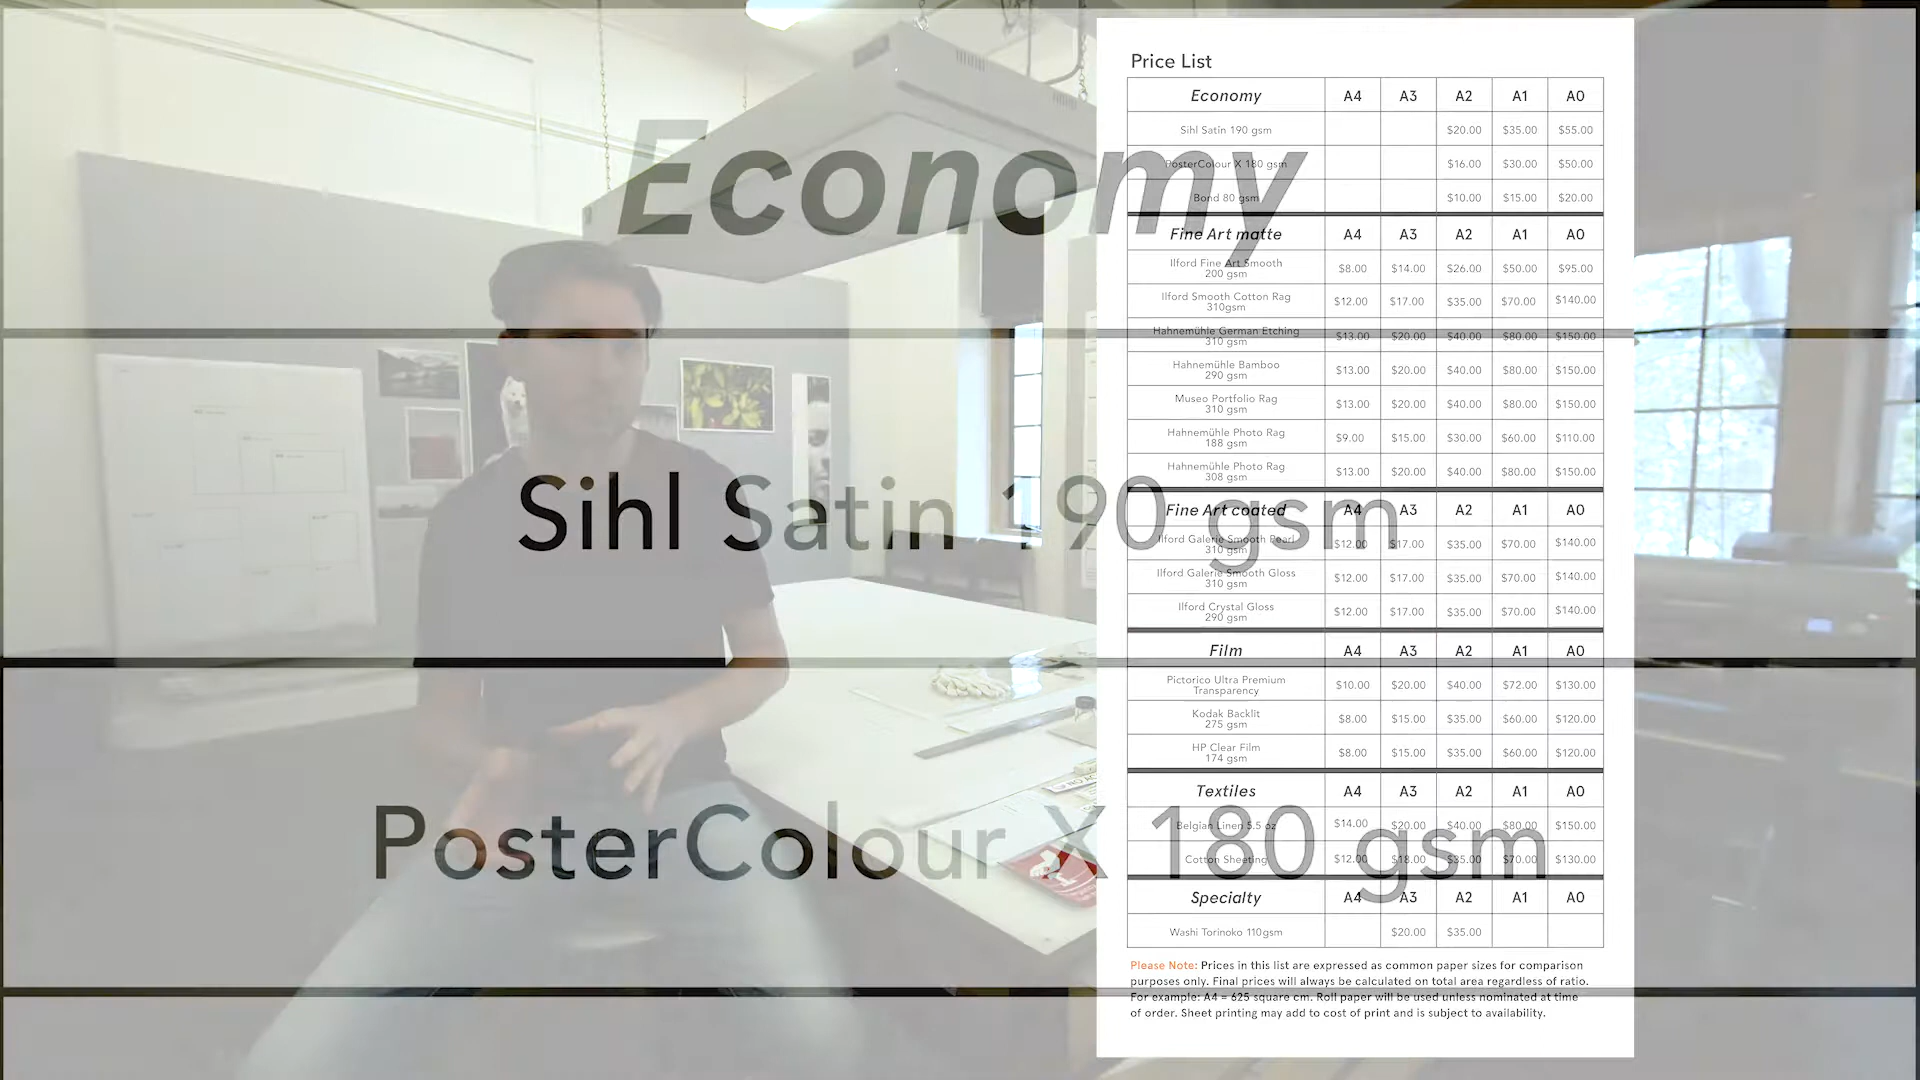 Economy
Sihl Satin 190 gsm
PosterColour X 180 gsm
Price List
Economy A4 A3 A2 A1 A0
Sihl Satin 190 gsm $20.00 $35.00 $55.00
PosterColour X 180 gsm $16.00 $30.00 $50.00
Bond 80 gsm $10.00 $15.00 $20.00
Fine Art matte A4 A3 A2 A1 A0
Ilford Fine Art Smooth
200 gsm $8.00 $14.00 $26.00 $50.00 $95.00
Ilford Smooth Cotton Rag
310gsm $12.00 $17.00 $35.00 $70.00 $140.00
Hahnemühle German Etching
310 gsm $13.00 $20.00 $40.00 $80.00 $150.00
Hahnemühle Bamboo
290 gsm $13.00 $20.00 $40.00 $80.00 $150.00
Museo Portfolio Rag
310 gsm $13.00 $20.00 $40.00 $80.00 $150.00
Hahnemühle Photo Rag
188 gsm $9.00 $15.00 $30.00 $60.00 $110.00
Hahnemühle Photo Rag
308 gsm $13.00 $20.00 $40.00 $80.00 $150.00
Fine Art coated A4 A3 A2 A1 A0
Ilford Galerie Smooth Pearl
310 gsm $12.00 $17.00 $35.00 $70.00 $140.00
Ilford Galerie Smooth Gloss
310 gsm $12.00 $17.00 $35.00 $70.00 $140.00
Ilford Crystal Gloss
290 gsm $12.00 $17.00 $35.00 $70.00 $140.00
Film A4 A3 A2 A1 A0
Pictorico Ultra Premium
Transparency $10.00 $20.00 $40.00 $72.00 $130.00
Kodak Backlit
275 gsm $8.00 $15.00 $35.00 $60.00 $120.00
HP Clear Film
174 gsm $8.00 $15.00 $35.00 $60.00 $120.00
Textiles A4 A3 A2 A1 A0
Belgian Linen 5.5 oz $14.00 $20.00 $40.00 $80.00 $150.00
Cotton Sheeting $12.00 $18.00 $35.00 $70.00 $130.00
Specialty A4 A3 A2 A1 A0
Washi Torinoko 110gsm $20.00 $35.00
Please Note: Prices in this list are expressed as common paper sizes for comparison
purposes only. Final prices will always be calculated on total area regardless of ratio.
For example: A4 = 625 square cm. Roll paper will be used unless nominated at time
of order. Sheet printing may add to cost of print and is subject to availability.